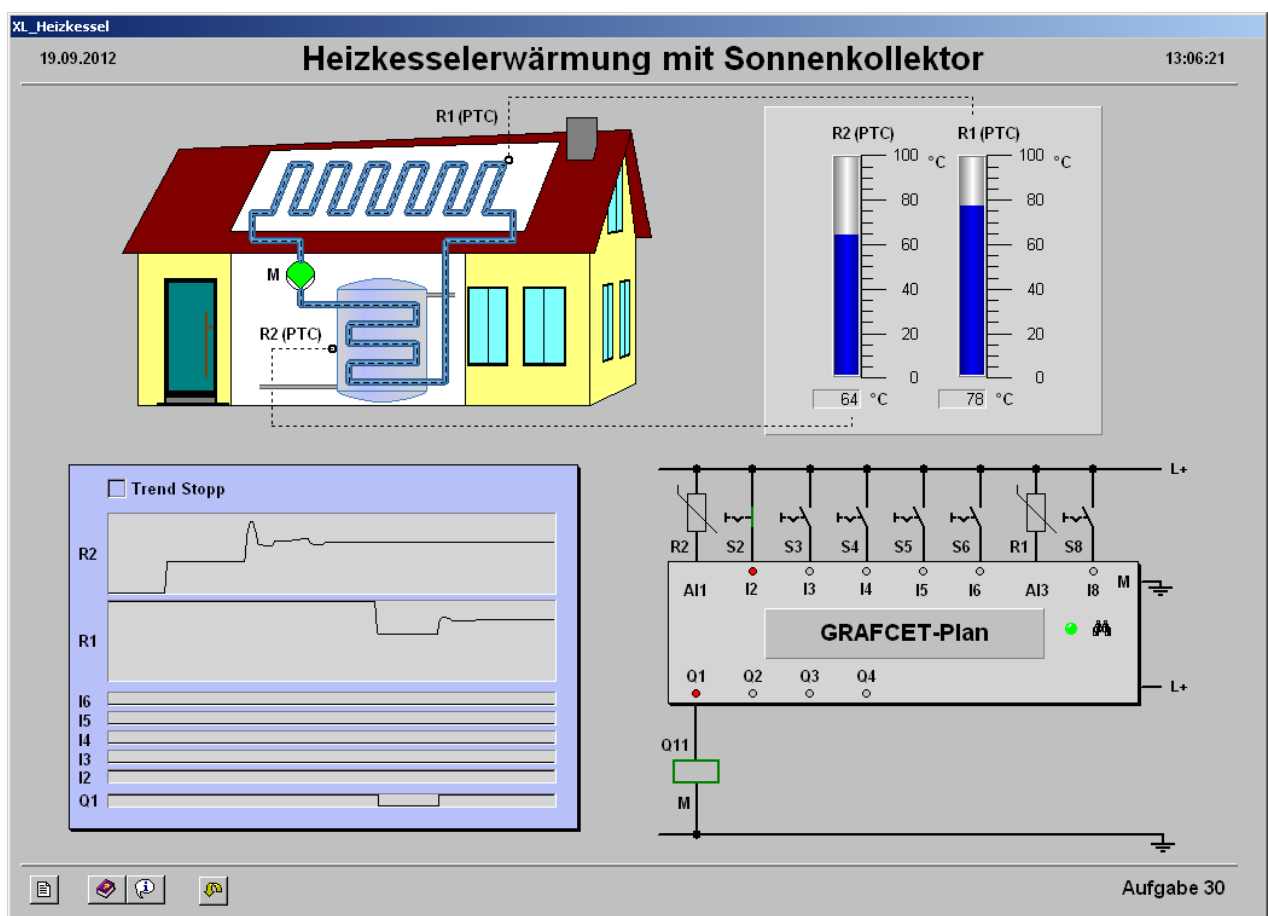 XL_Heizkessel
19.09.2012
Heizkesselerwärmung mit Sonnenkollektor
13:06:21
R1 (PTC)
R2 (PTC) R1 (PTC)
100 °C 100 °C
80 80
60 60
40 40
20 20
0 0
64 °C 78 °C
M
R2 (PTC)
Trend Stopp
R2
R1
I6
I5
I4
I3
I2
Q1
L+
R2 S2 S3 S4 S5 S6 R1 S8
AI1 I2 I3 I4 I5 I6 AI3 I8 M
GRAFCET-Plan
Q1 Q2 Q3 Q4
L+
Q11
M
Aufgabe 30